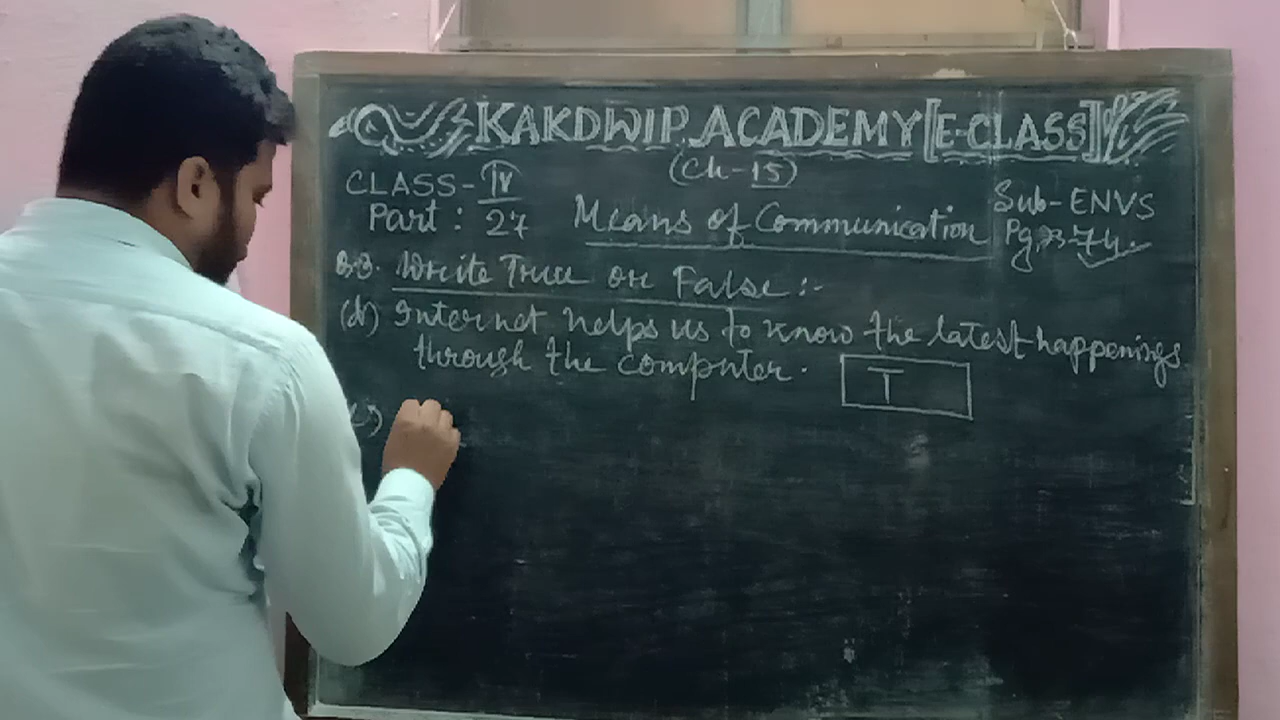 KAKDWIP ACADEMY [E-CLASS]
(Ch-15)
CLASS-IV
Sub-ENVS
Part : 27
Means of Communication
Pg, 73-74.
B.3. Write True or False :-
(d) Internet helps us to know the latest happenings
through the computer. T